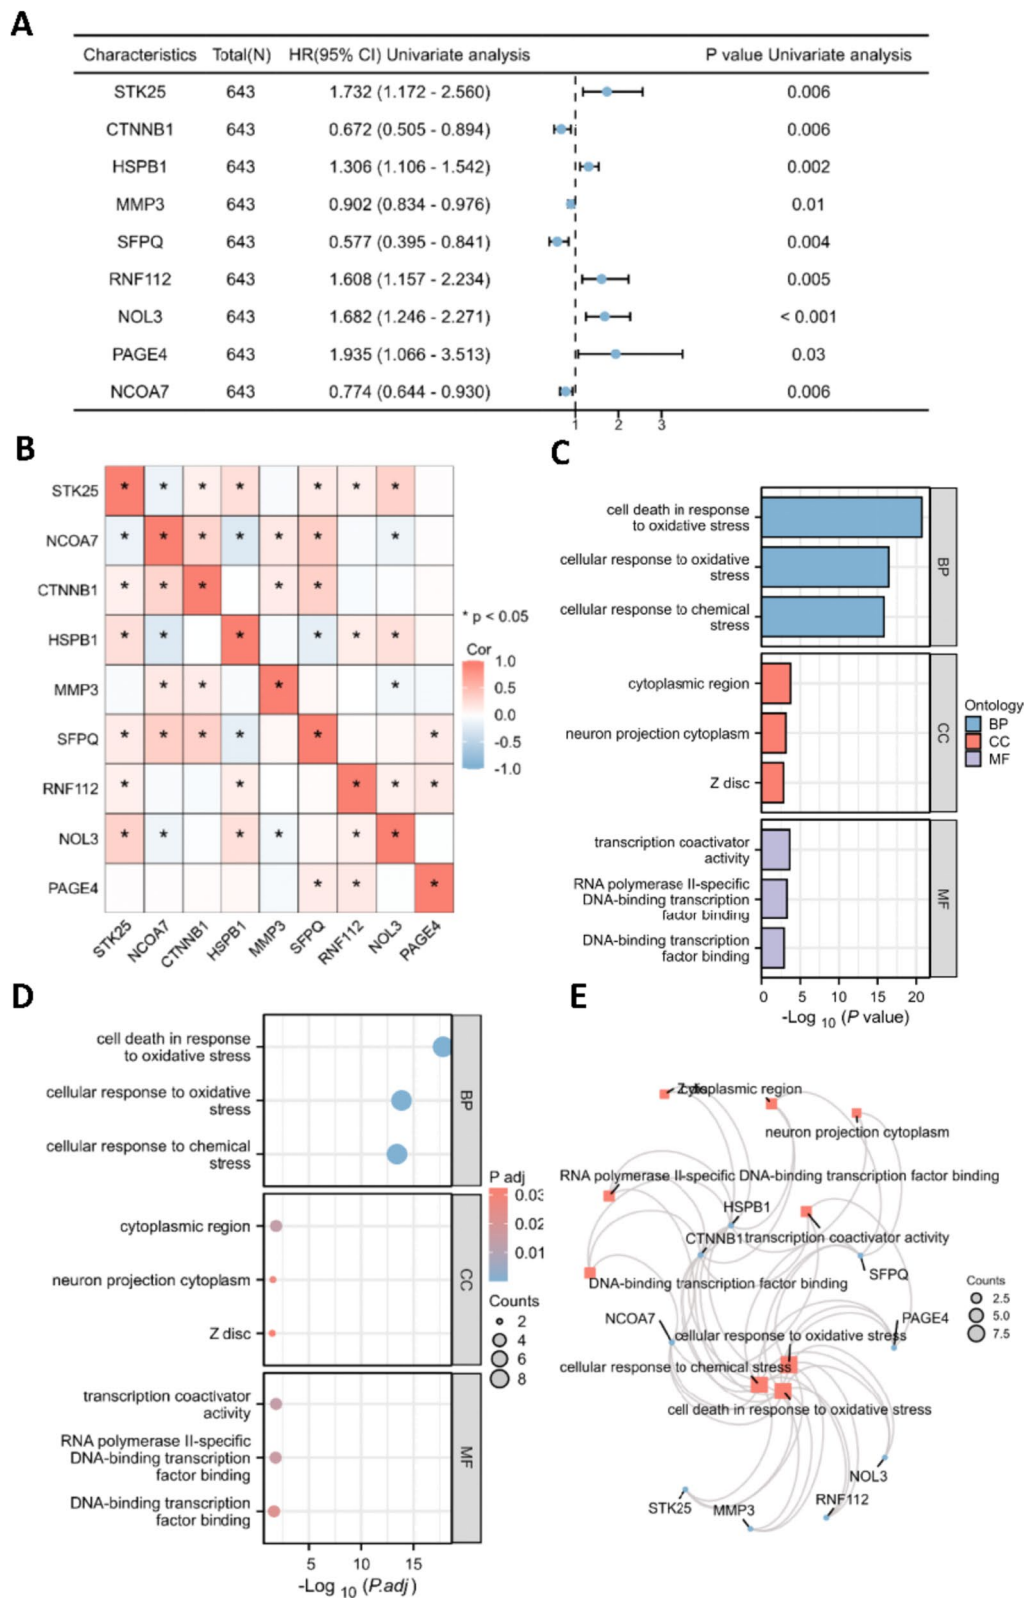 A
Characteristics Total(N) HR(95% CI) Univariate analysis P value Univariate analysis
STK25 643 1.732 (1.172 - 2.560) 0.006
CTNNB1 643 0.672 (0.505 - 0.894) 0.006
HSPB1 643 1.306 (1.106 - 1.542) 0.002
MMP3 643 0.902 (0.834 - 0.976) 0.01
SFPQ 643 0.577 (0.395 - 0.841) 0.004
RNF112 643 1.608 (1.157 - 2.234) 0.005
NOL3 643 1.682 (1.246 - 2.271) < 0.001
PAGE4 643 1.935 (1.066 - 3.513) 0.03
NCOA7 643 0.774 (0.644 - 0.930) 0.006
1 2 3
B
STK25 * * * * * * *
NCOA7 * * * * * * *
CTNNB1 * * * * *
HSPB1 * * * * * *
MMP3 * * * *
SFPQ * * * * * *
RNF112 * * * * *
NOL3 * * * * * *
PAGE4 * * *
STK25 NCOA7 CTNNB1 HSPB1 MMP3 SFPQ RNF112 NOL3 PAGE4
* p < 0.05
Cor
1.0
0.5
0.0
-0.5
-1.0
C
cell death in response
to oxidative stress
cellular response to oxidative
stress
cellular response to chemical
stress
BP
cytoplasmic region
neuron projection cytoplasm
Z disc
CC
transcription coactivator
activity
RNA polymerase II-specific
DNA-binding transcription
factor binding
DNA-binding transcription
factor binding
MF
0 5 10 15 20
-Log 10 (P value)
Ontology
BP
CC
MF
D
cell death in response
to oxidative stress
cellular response to oxidative
stress
cellular response to chemical
stress
BP
cytoplasmic region
neuron projection cytoplasm
Z disc
CC
transcription coactivator
activity
RNA polymerase II-specific
DNA-binding transcription
factor binding
DNA-binding transcription
factor binding
MF
5 10 15
-Log 10 (P.adj)
P adj
0.03
0.02
0.01
Counts
2
4
6
8
E
cytoplasmic region
neuron projection cytoplasm
RNA polymerase II-specific DNA-binding transcription factor binding
HSPB1
CTNNB1 transcription coactivator activity
SFPQ
DNA-binding transcription factor binding
NCOA7
PAGE4
cellular response to oxidative stress
cellular response to chemical stress
cell death in response to oxidative stress
NOL3
STK25
MMP3
RNF112
Counts
2.5
5.0
7.5